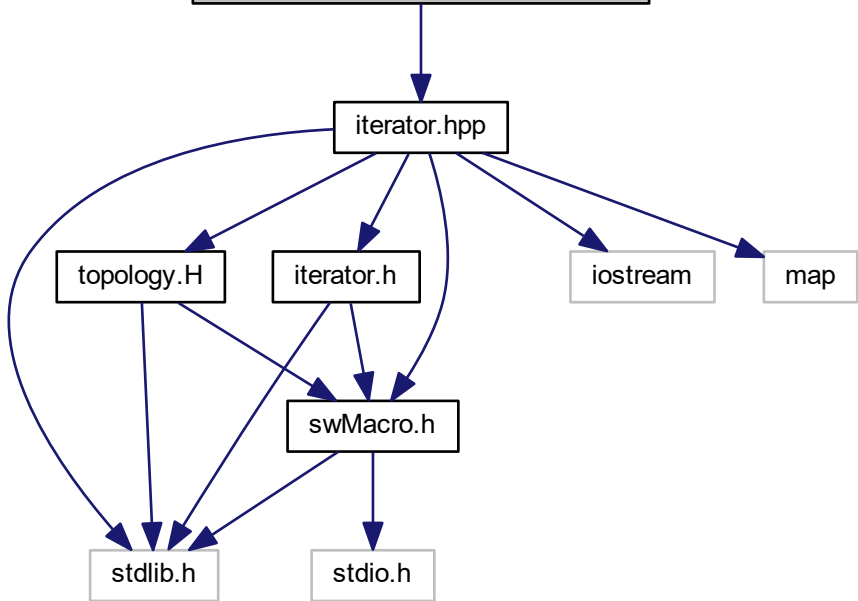 iterator.hpp
topology.H
iterator.h
iostream
map
swMacro.h
stdlib.h
stdio.h